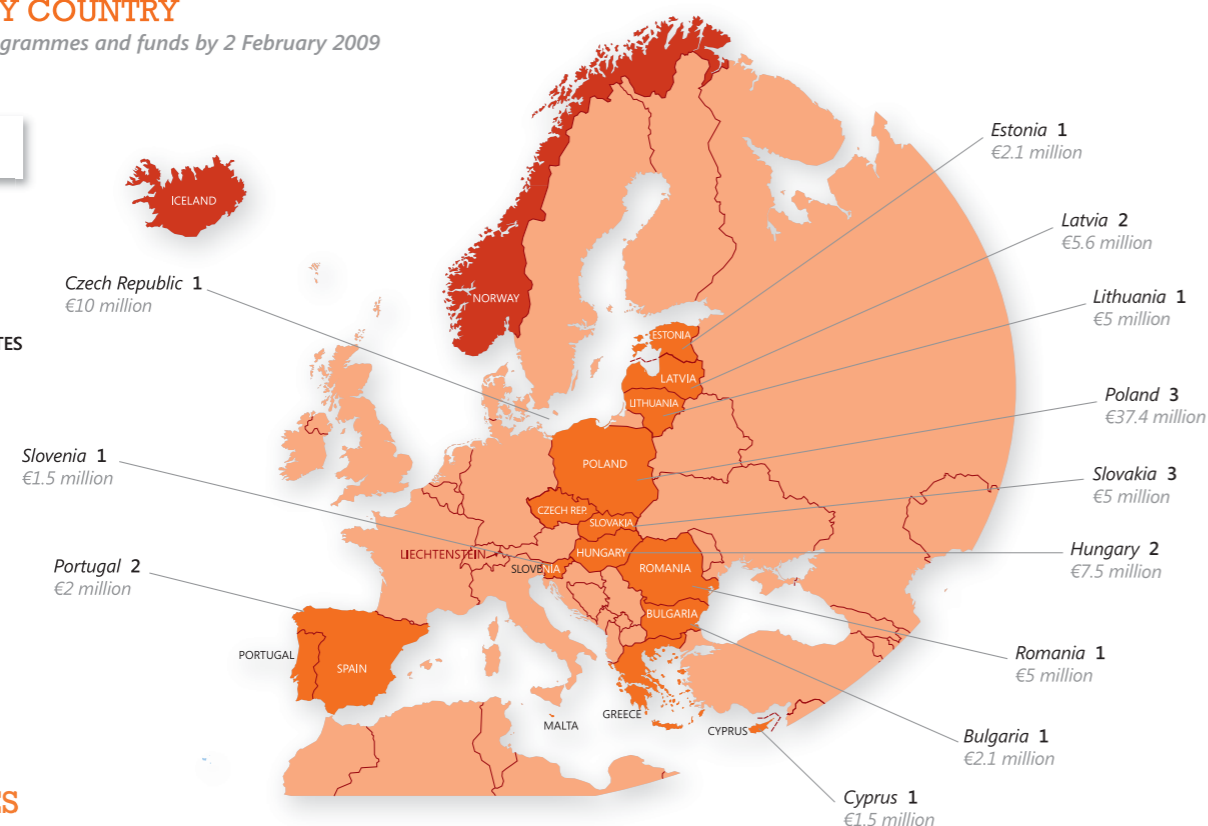 Y COUNTRY
grammes and funds by 2 February 2009
Estonia 1
€2.1 million
Latvia 2
€5.6 million
Lithuania 1
€5 million
Poland 3
€37.4 million
Slovakia 3
€5 million
Hungary 2
€7.5 million
Romania 1
€5 million
Bulgaria 1
€2.1 million
Cyprus 1
€1.5 million
Czech Republic 1
€10 million
TES
Slovenia 1
€1.5 million
Portugal 2
€2 million
ICELAND
NORWAY
ESTONIA
LATVIA
LITHUANIA
POLAND
CZECH REP.
SLOVAKIA
LIECHTENSTEIN
HUNGARY
SLOVENIA
ROMANIA
BULGARIA
PORTUGAL
SPAIN
MALTA
GREECE
CYPRUS
ES